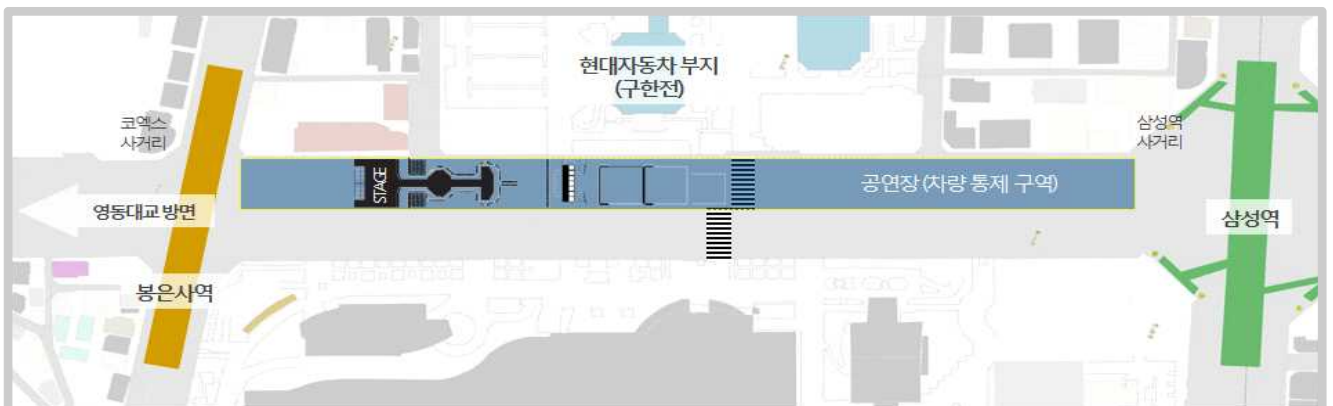 현대자동차 부지
(구한전)
코엑스
사거리
삼성역
사거리
STAGE
공연장 (차량 통제 구역)
영동대교 방면
삼성역
봉은사역